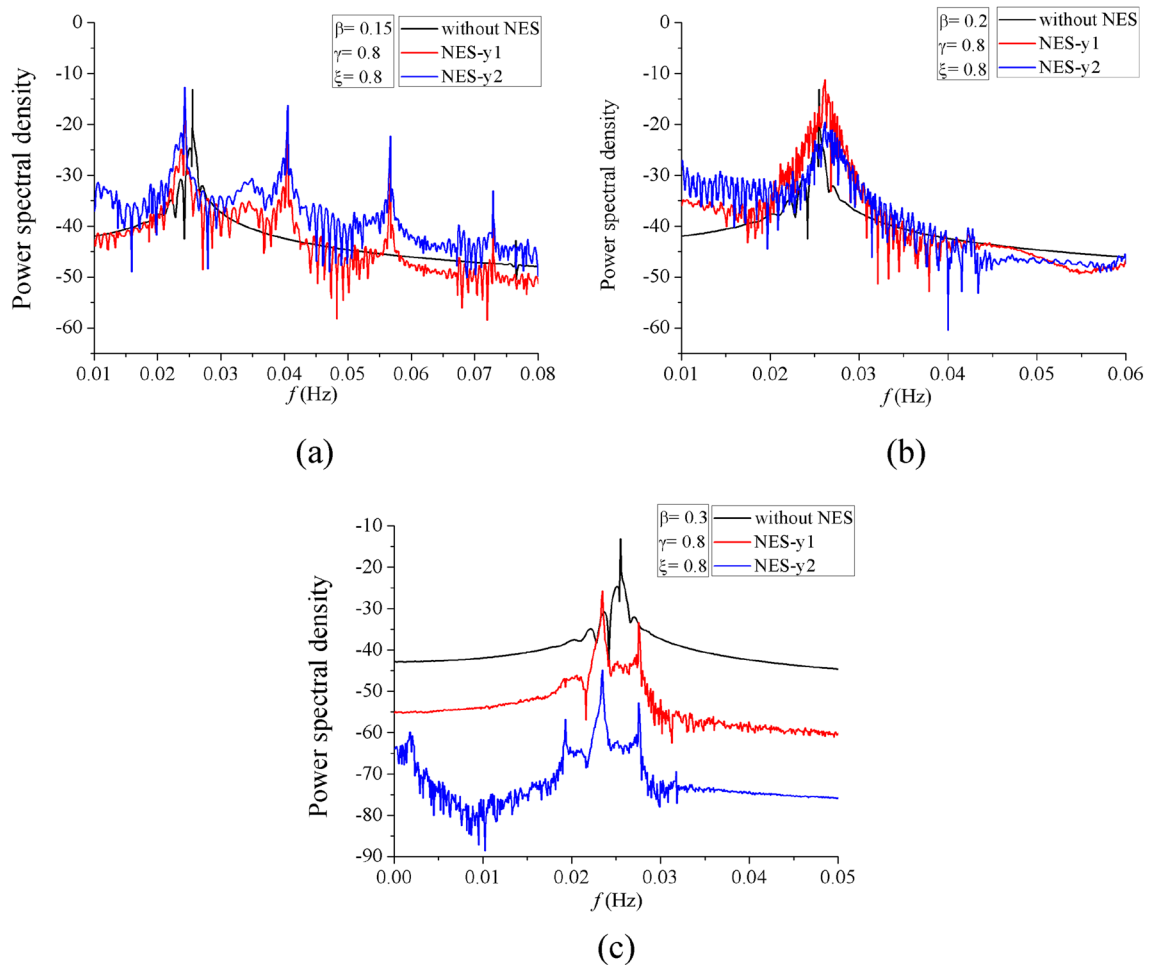 β= 0.15
γ= 0.8
ξ= 0.8
without NES
NES-y1
NES-y2
Power spectral density
0
-10
-20
-30
-40
-50
-60
0.01 0.02 0.03 0.04 0.05 0.06 0.07 0.08
f (Hz)
(a)
β= 0.2
γ= 0.8
ξ= 0.8
without NES
NES-y1
NES-y2
Power spectral density
0
-10
-20
-30
-40
-50
-60
0.01 0.02 0.03 0.04 0.05 0.06
f (Hz)
(b)
β= 0.3
γ= 0.8
ξ= 0.8
without NES
NES-y1
NES-y2
Power spectral density
-10
-20
-30
-40
-50
-60
-70
-80
-90
0.00 0.01 0.02 0.03 0.04 0.05
f (Hz)
(c)